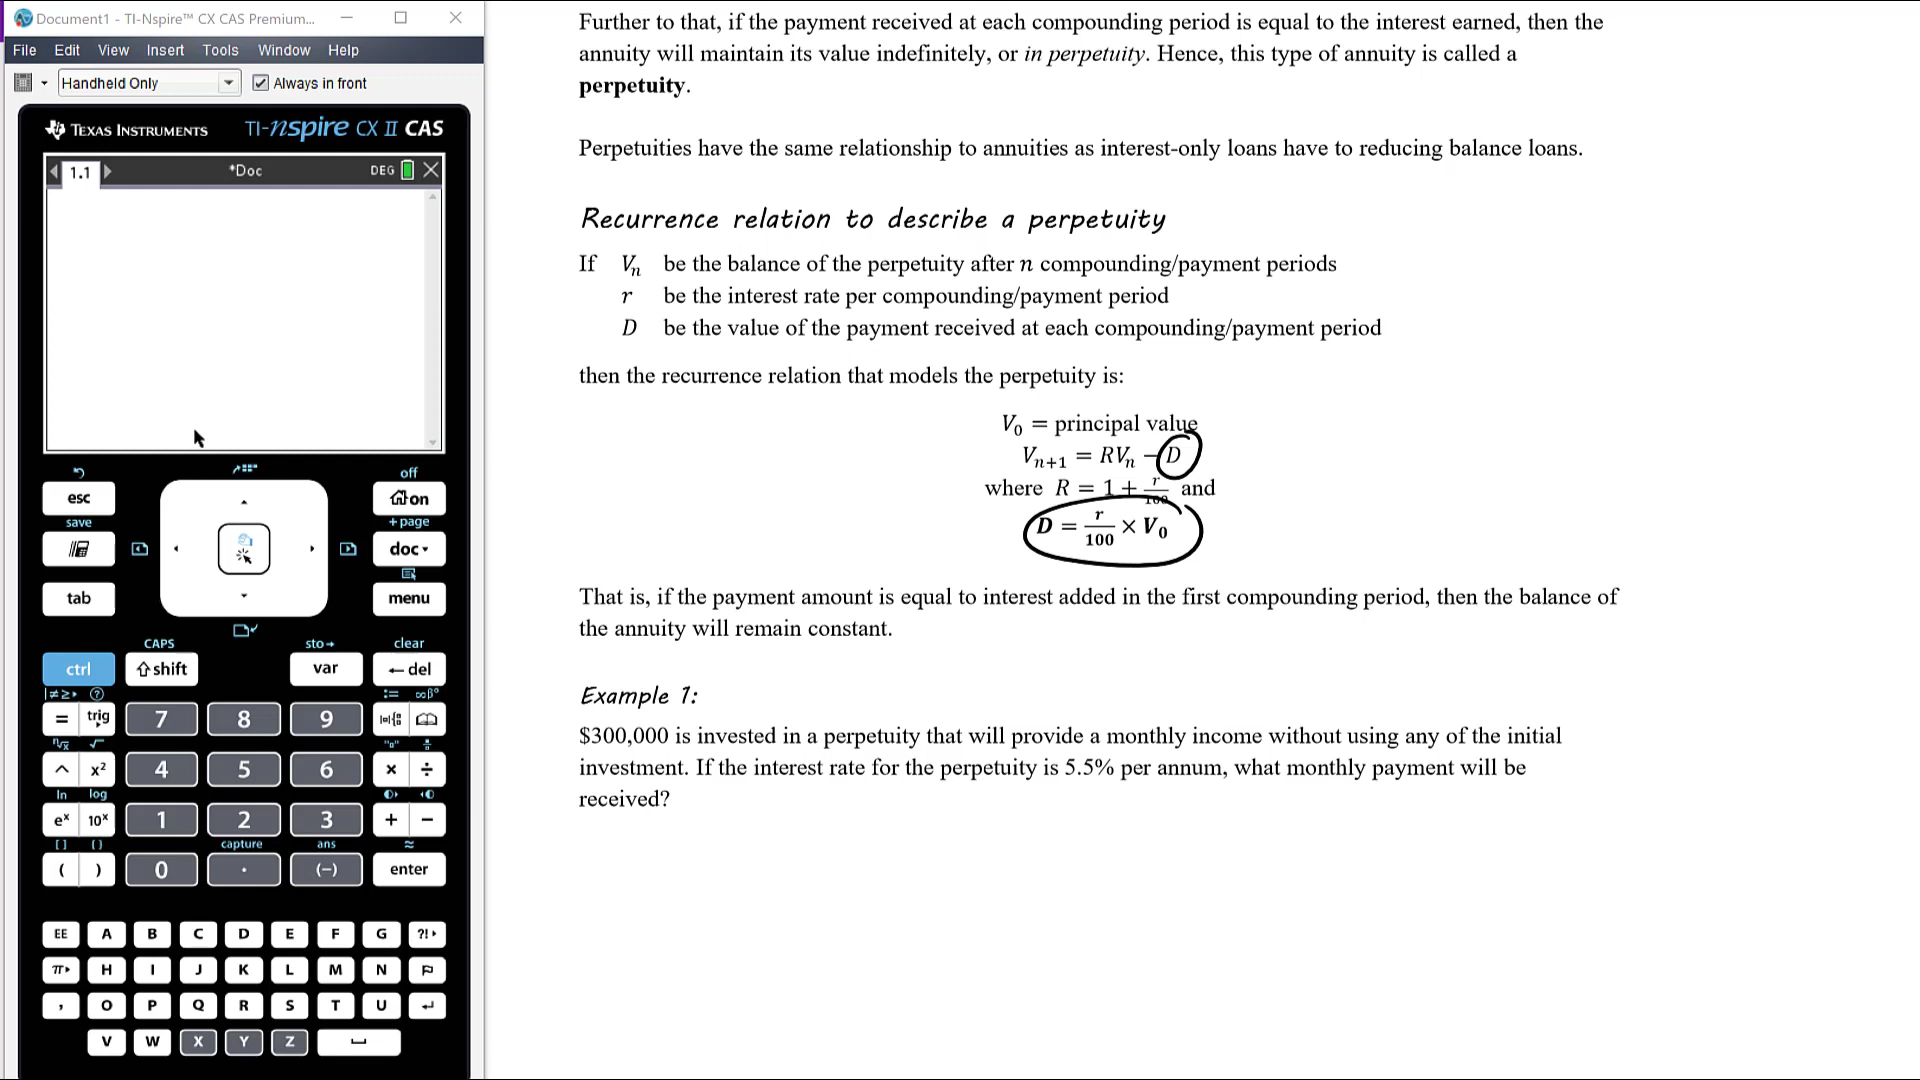 Document1 - TI-Nspire™ CX CAS Premium...
File Edit View Insert Tools Window Help
Handheld Only Always in front
TEXAS INSTRUMENTS TI-nspire CX II CAS
1.1 *Doc DEG
off
esc on
save + page
doc
tab menu
CAPS sto→ clear
ctrl shift var ← del
|≠≥▸ ? := ∞β°
= trig 7 8 9
ⁿ√x √ "□"
^ x² 4 5 6 × ÷
ln log
eˣ 10ˣ 1 2 3 + −
[ ] { } capture ans ≈
( ) 0 . (−) enter
EE A B C D E F G ?!▸
π▸ H I J K L M N
, O P Q R S T U ↵
V W X Y Z
Further to that, if the payment received at each compounding period is equal to the interest earned, then the
annuity will maintain its value indefinitely, or in perpetuity. Hence, this type of annuity is called a
perpetuity.
Perpetuities have the same relationship to annuities as interest-only loans have to reducing balance loans.
Recurrence relation to describe a perpetuity
If Vₙ be the balance of the perpetuity after n compounding/payment periods
r be the interest rate per compounding/payment period
D be the value of the payment received at each compounding/payment period
then the recurrence relation that models the perpetuity is:
V₀ = principal value
Vₙ₊₁ = RVₙ − D
where R = 1 + r/100 and
D = r/100 × V₀
That is, if the payment amount is equal to interest added in the first compounding period, then the balance of
the annuity will remain constant.
Example 1:
$300,000 is invested in a perpetuity that will provide a monthly income without using any of the initial
investment. If the interest rate for the perpetuity is 5.5% per annum, what monthly payment will be
received?